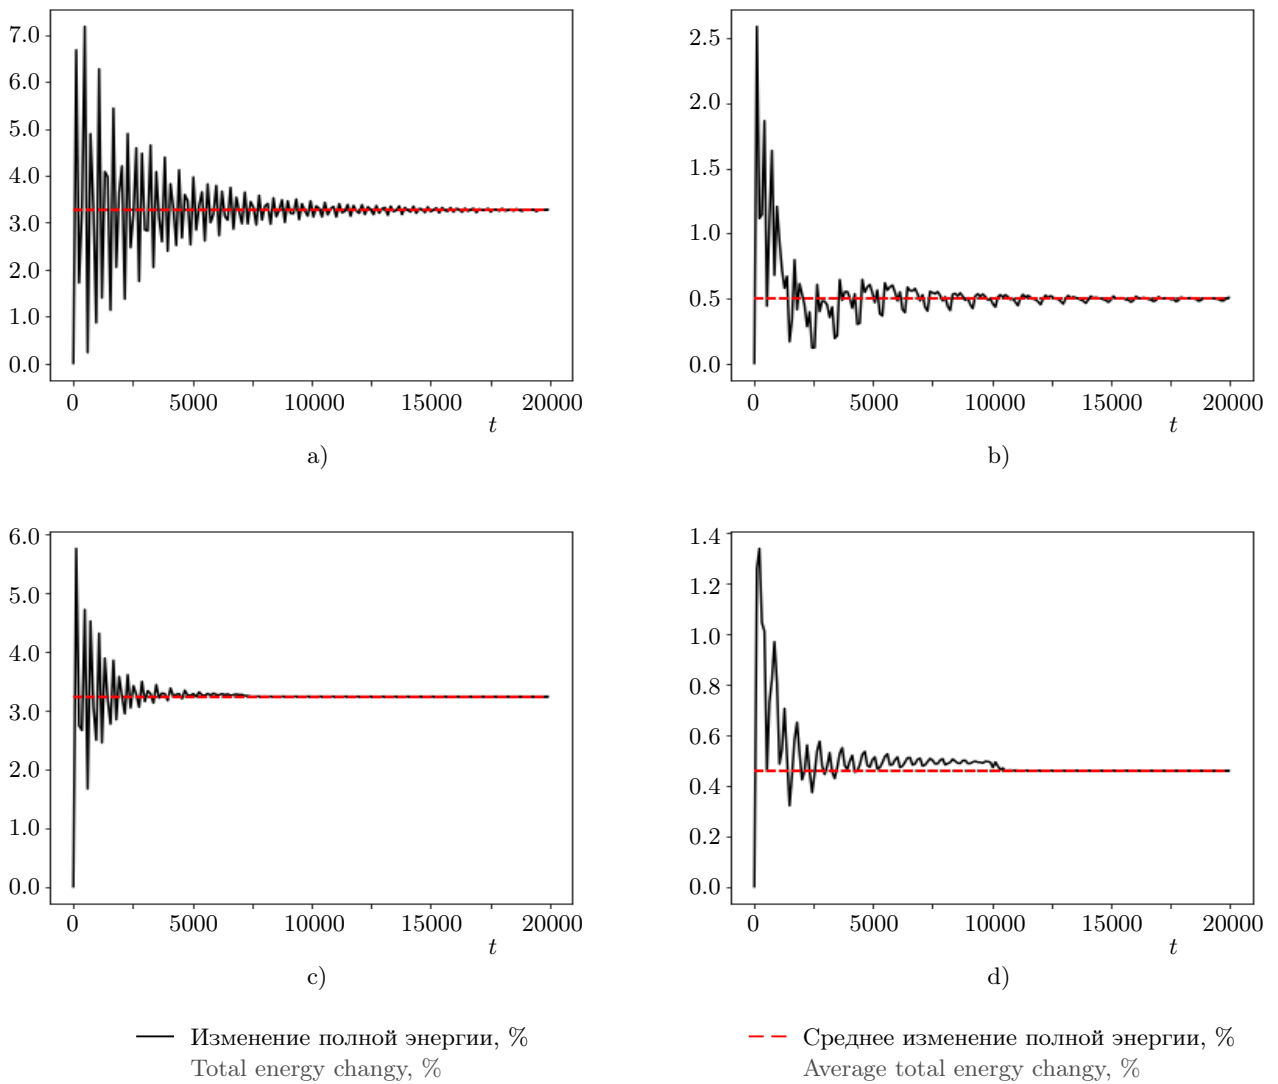 7.0
6.0
5.0
4.0
3.0
2.0
1.0
0.0
0 5000 10000 15000 20000
t
a)
2.5
2.0
1.5
1.0
0.5
0.0
0 5000 10000 15000 20000
t
b)
6.0
5.0
4.0
3.0
2.0
1.0
0.0
0 5000 10000 15000 20000
t
c)
1.4
1.2
1.0
0.8
0.6
0.4
0.2
0.0
0 5000 10000 15000 20000
t
d)
Изменение полной энергии, %
Total energy changy, %
Среднее изменение полной энергии, %
Average total energy changy, %